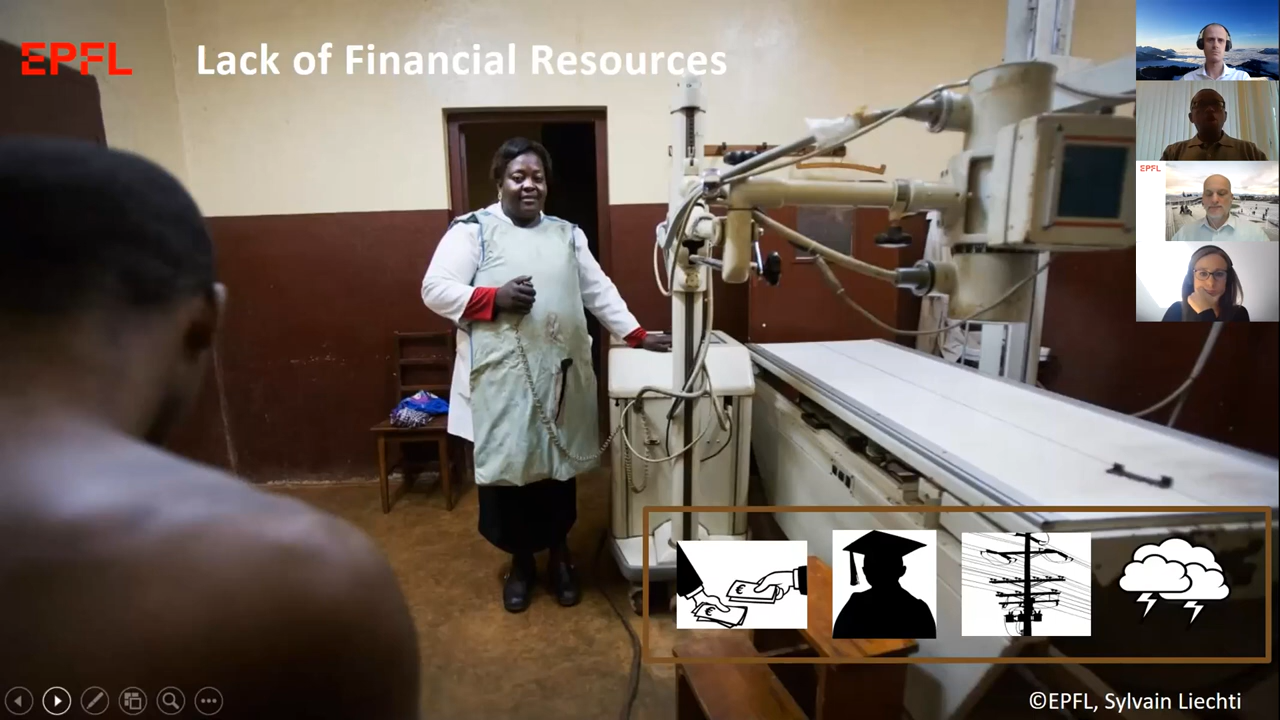 EPFL
Lack of Financial Resources
EPFL
€
€
©EPFL, Sylvain Liechti